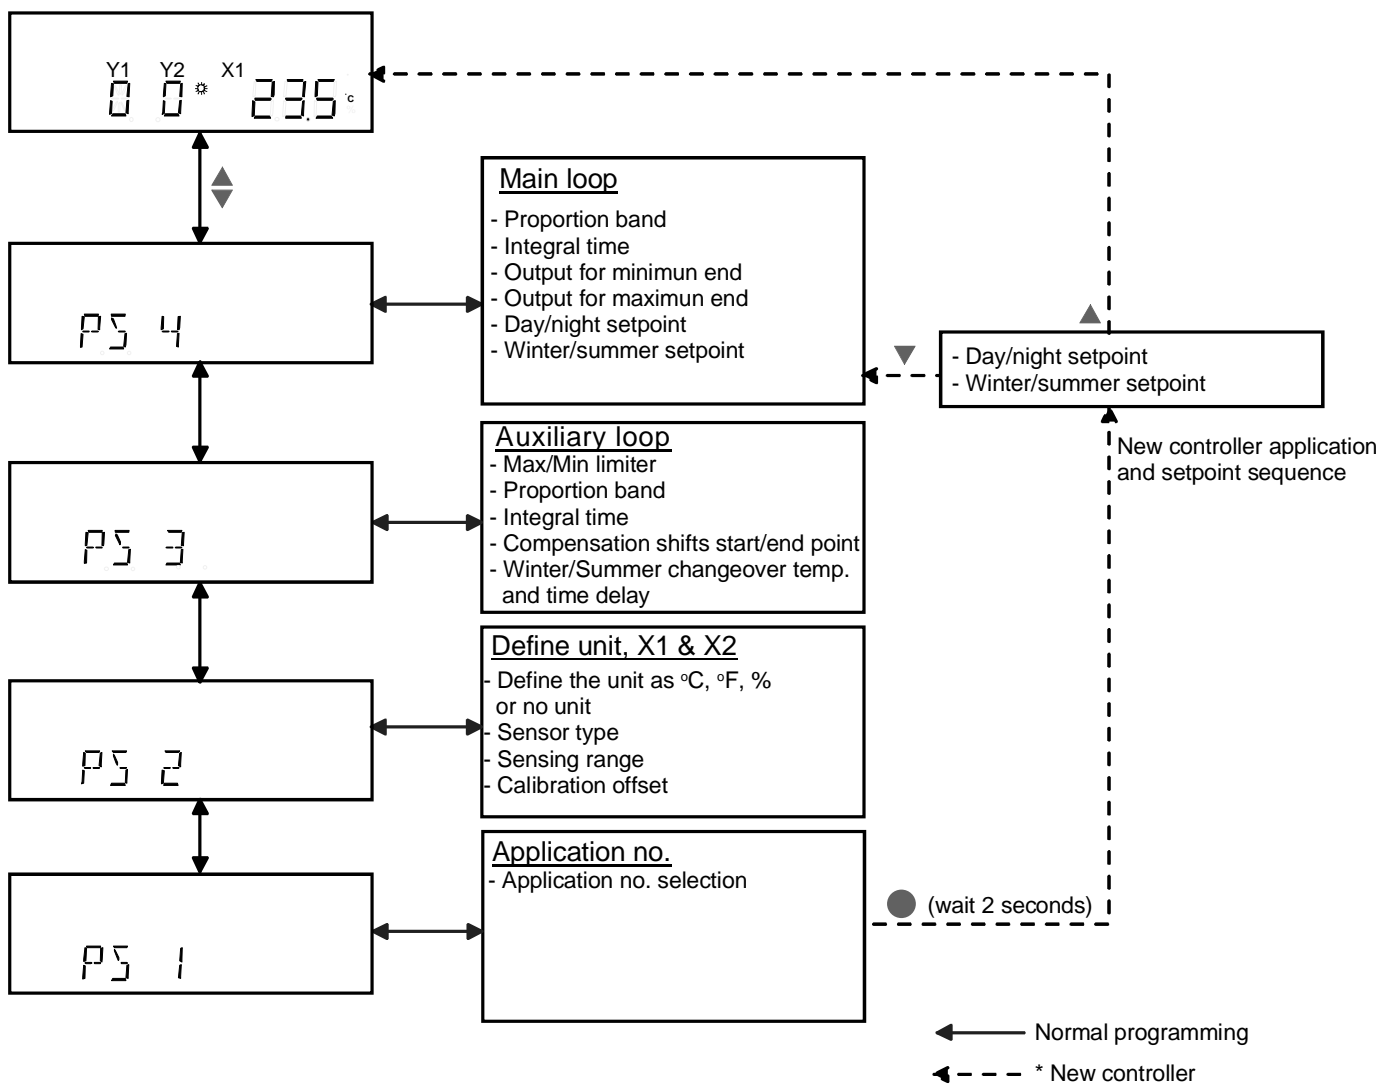 Y1 Y2 X1
0 0 23.5 °c
Main loop
- Proportion band
- Integral time
- Output for minimun end
- Output for maximun end
- Day/night setpoint
- Winter/summer setpoint
PS 4
- Day/night setpoint
- Winter/summer setpoint
New controller application
and setpoint sequence
Auxiliary loop
- Max/Min limiter
- Proportion band
- Integral time
- Compensation shifts start/end point
- Winter/Summer changeover temp.
and time delay
PS 3
Define unit, X1 & X2
- Define the unit as ºC, ºF, %
or no unit
- Sensor type
- Sensing range
- Calibration offset
PS 2
Application no.
- Application no. selection
(wait 2 seconds)
PS 1
Normal programming
* New controller